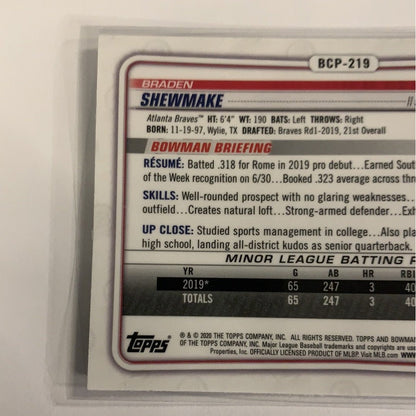 BCP-219
BRADEN
SHEWMAKE
Atlanta Braves™ HT: 6'4" WT: 190 BATS: Left THROWS: Right
BORN: 11-19-97, Wylie, TX DRAFTED: Braves Rd1-2019, 21st Overall
BOWMAN BRIEFING
RÉSUMÉ: Batted .318 for Rome in 2019 pro debut...Earned Sout
of the Week recognition on 6/30...Booked .323 average across thr
SKILLS: Well-rounded prospect with no glaring weaknesses...
outfield...Creates natural loft...Strong-armed defender...Exh
UP CLOSE: Studied sports management in college...Also pla
high school, landing all-district kudos as senior quarterback.
MINOR LEAGUE BATTING
YR G AB HR RB
2019* 65 247 3 40
TOTALS 65 247 3 40
Topps
® & © 2020 THE TOPPS COMPANY, INC. ALL RIGHTS RESERVED. TOPPS AND BOWMA
OF THE TOPPS COMPANY, INC. Major League Baseball trademarks and copyrights are
Properties, Inc. OFFICIALLY LICENSED PRODUCT OF MLBP. Visit MLB.com WWW